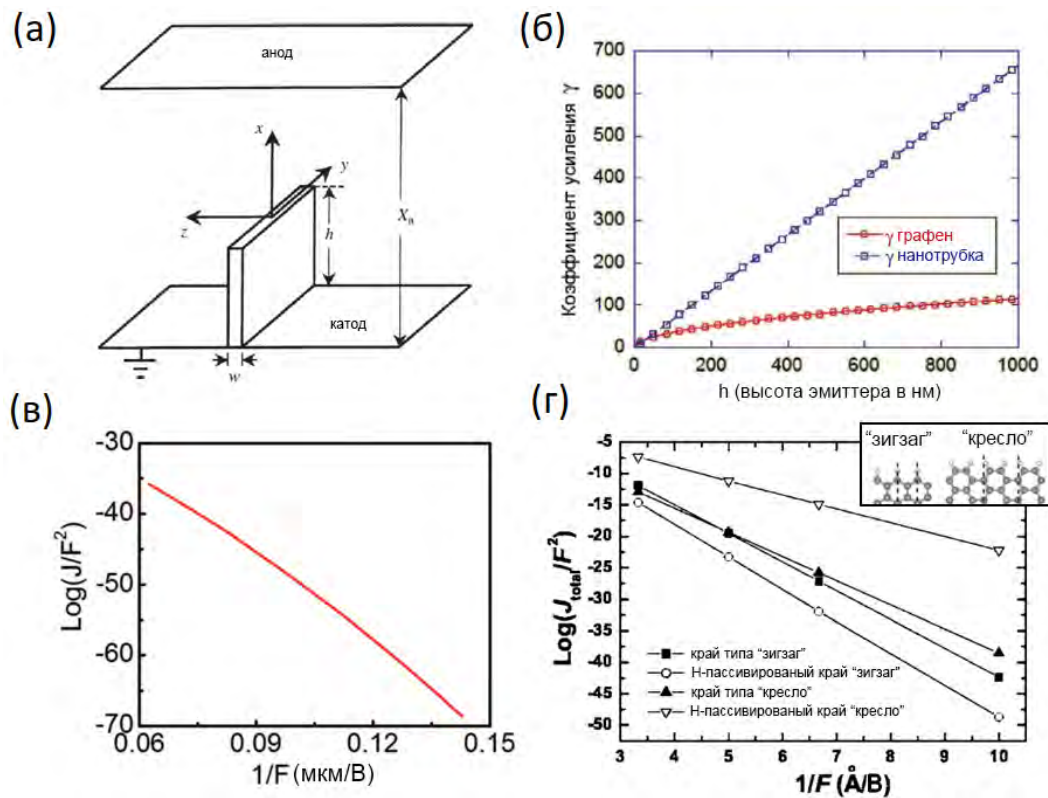 (а)
анод
x
y
z
h
X₀
катод
w
(б)
700
600
500
400
300
200
100
0
Коэффициент усиления γ
γ графен
γ нанотрубка
0 200 400 600 800 1000
h (высота эмиттера в нм)
(в)
-30
-40
-50
-60
-70
Log(J/F²)
0.06 0.09 0.12 0.15
1/F (мкм/В)
(г)
“зигзаг” “кресло”
-5
-10
-15
-20
-25
-30
-35
-40
-45
-50
Log(J_total/F²)
край типа “зигзаг”
Н-пассивированый край “зигзаг”
край типа “кресло”
Н-пассивированый край “кресло”
3 4 5 6 7 8 9 10
1/F (Å/В)